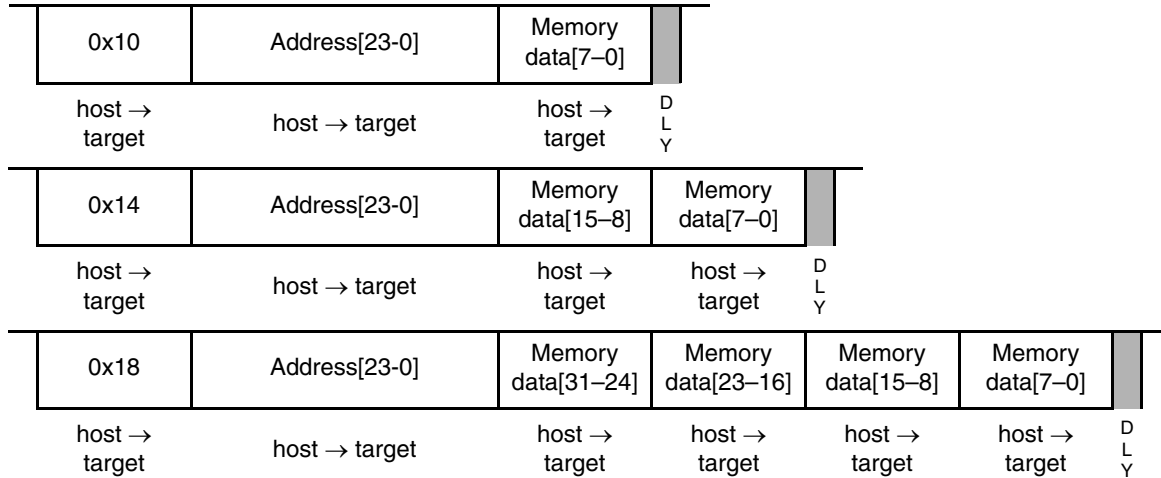 0x10 Address[23-0] Memory data[7–0]
host → target host → target host → target D L Y
0x14 Address[23-0] Memory data[15–8] Memory data[7–0]
host → target host → target host → target host → target D L Y
0x18 Address[23-0] Memory data[31–24] Memory data[23–16] Memory data[15–8] Memory data[7–0]
host → target host → target host → target host → target host → target host → target D L Y